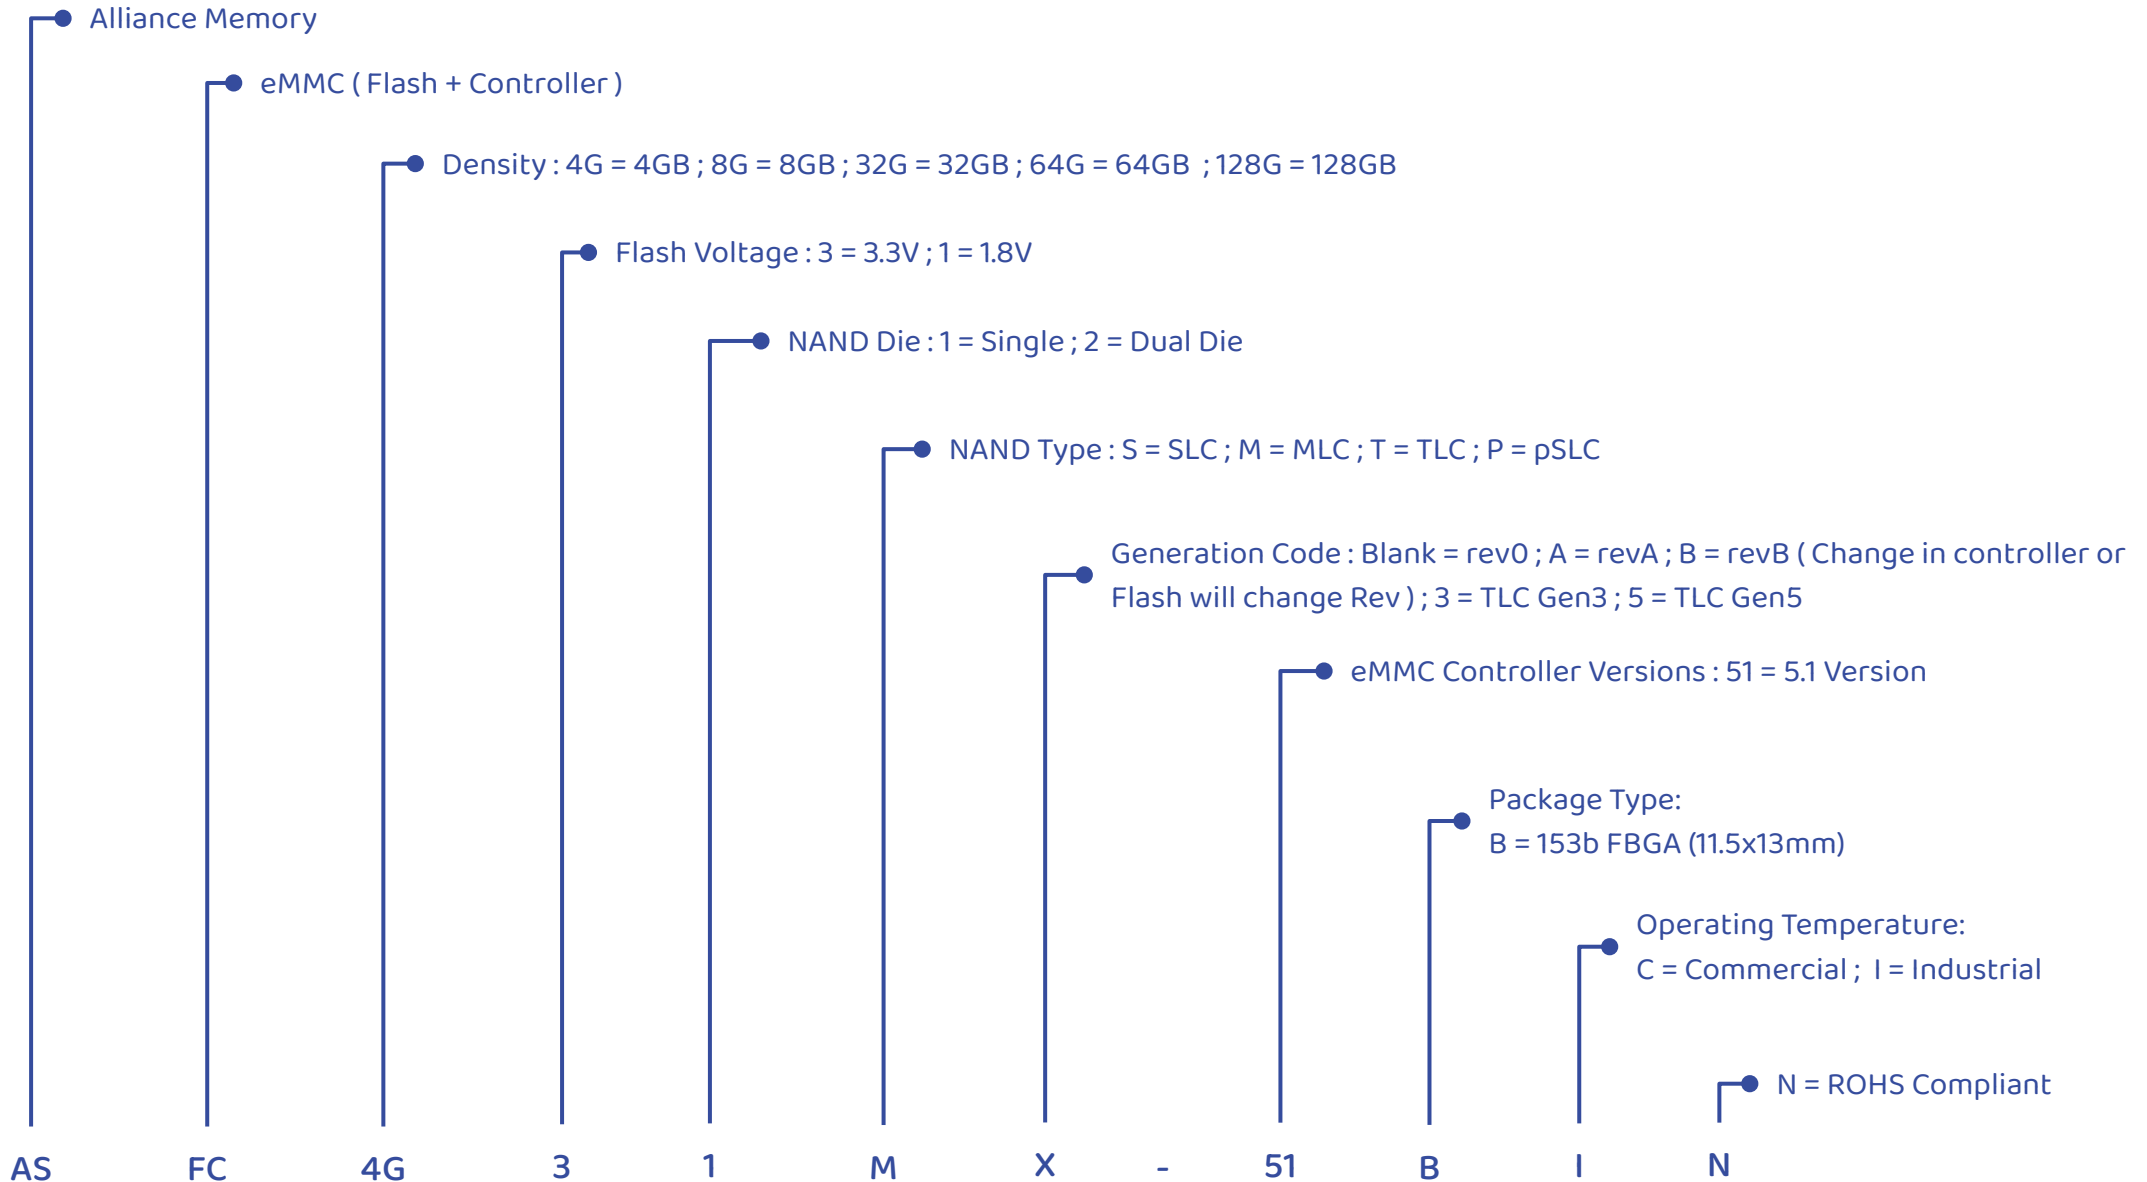 Alliance Memory
eMMC ( Flash + Controller )
Density : 4G = 4GB ; 8G = 8GB ; 32G = 32GB ; 64G = 64GB ; 128G = 128GB
Flash Voltage : 3 = 3.3V ; 1 = 1.8V
NAND Die : 1 = Single ; 2 = Dual Die
NAND Type : S = SLC ; M = MLC ; T = TLC ; P = pSLC
Generation Code : Blank = rev0 ; A = revA ; B = revB ( Change in controller or
Flash will change Rev ) ; 3 = TLC Gen3 ; 5 = TLC Gen5
eMMC Controller Versions : 51 = 5.1 Version
Package Type:
B = 153b FBGA (11.5x13mm)
Operating Temperature:
C = Commercial ; I = Industrial
N = ROHS Compliant
AS FC 4G 3 1 M X - 51 B I N